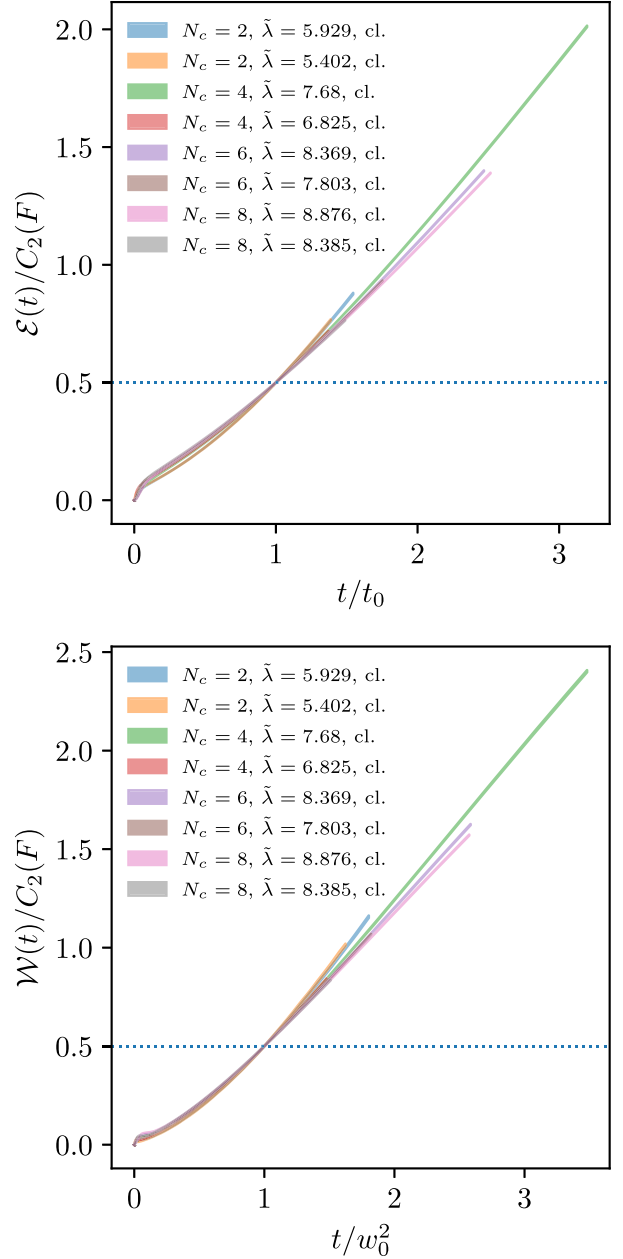 2.0
1.5
1.0
0.5
0.0
ℰ(t)/C₂(F)
N_c = 2, λ̃ = 5.929, cl.
N_c = 2, λ̃ = 5.402, cl.
N_c = 4, λ̃ = 7.68, cl.
N_c = 4, λ̃ = 6.825, cl.
N_c = 6, λ̃ = 8.369, cl.
N_c = 6, λ̃ = 7.803, cl.
N_c = 8, λ̃ = 8.876, cl.
N_c = 8, λ̃ = 8.385, cl.
0 1 2 3
t/t₀
2.5
2.0
1.5
1.0
0.5
0.0
𝒲(t)/C₂(F)
N_c = 2, λ̃ = 5.929, cl.
N_c = 2, λ̃ = 5.402, cl.
N_c = 4, λ̃ = 7.68, cl.
N_c = 4, λ̃ = 6.825, cl.
N_c = 6, λ̃ = 8.369, cl.
N_c = 6, λ̃ = 7.803, cl.
N_c = 8, λ̃ = 8.876, cl.
N_c = 8, λ̃ = 8.385, cl.
0 1 2 3
t/w₀²